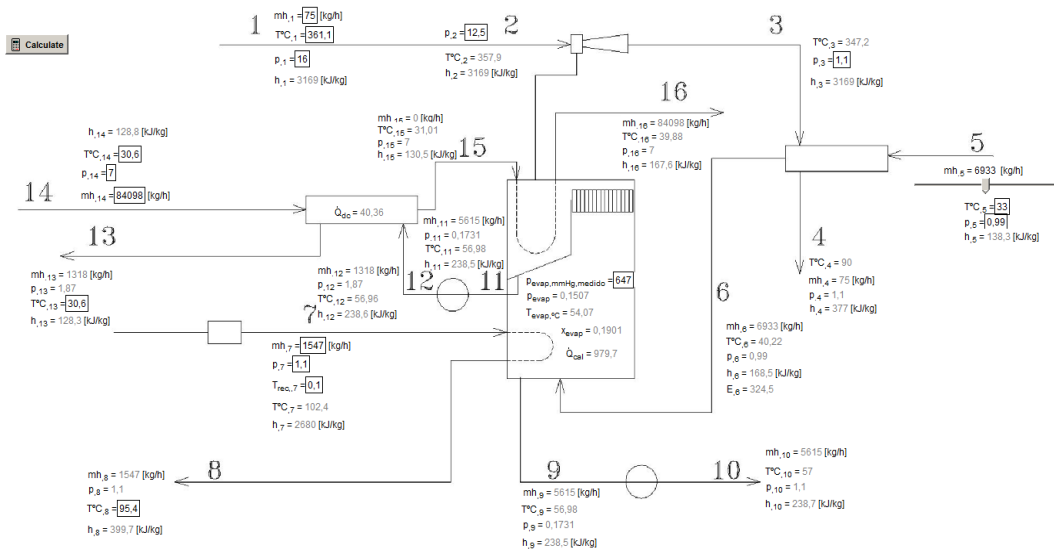 Calculate
1
mh,1 = 75 [kg/h]
T°C,1 = 361,1
p,1 = 16
h,1 = 3169 [kJ/kg]
2
p,2 = 12,5
T°C,2 = 357,9
h,2 = 3169 [kJ/kg]
3
T°C,3 = 347,2
p,3 = 1,1
h,3 = 3169 [kJ/kg]
16
mh,16 = 84098 [kg/h]
T°C,16 = 39,88
p,16 = 7
h,16 = 167,6 [kJ/kg]
mh,15 = 0 [kg/h]
T°C,15 = 31,01
p,15 = 7
h,15 = 130,5 [kJ/kg]
15
h,14 = 128,8 [kJ/kg]
T°C,14 = 30,6
p,14 = 7
mh,14 = 84098 [kg/h]
14
5
mh,5 = 6933 [kg/h]
T°C,5 = 33
p,5 = 0,99
h,5 = 138,3 [kJ/kg]
Q̇dc = 40,36
13
mh,13 = 1318 [kg/h]
p,13 = 1,87
T°C,13 = 30,6
h,13 = 128,3 [kJ/kg]
mh,11 = 5615 [kg/h]
p,11 = 0,1731
T°C,11 = 56,98
h,11 = 238,5 [kJ/kg]
12
11
mh,12 = 1318 [kg/h]
p,12 = 1,87
T°C,12 = 56,96
h,12 = 238,6 [kJ/kg]
4
T°C,4 = 90
mh,4 = 75 [kg/h]
p,4 = 1,1
h,4 = 377 [kJ/kg]
pevap,mmHg,medido = 647
pevap = 0,1507
Tevap,°C = 54,07
xevap = 0,1901
Q̇cal = 979,7
6
mh,6 = 6933 [kg/h]
T°C,6 = 40,22
p,6 = 0,99
h,6 = 168,5 [kJ/kg]
E,6 = 324,5
7
mh,7 = 1547 [kg/h]
p,7 = 1,1
Trec,,7 = 0,1
T°C,7 = 102,4
h,7 = 2680 [kJ/kg]
8
mh,8 = 1547 [kg/h]
p,8 = 1,1
T°C,8 = 95,4
h,8 = 399,7 [kJ/kg]
9
mh,9 = 5615 [kg/h]
T°C,9 = 56,98
p,9 = 0,1731
h,9 = 238,5 [kJ/kg]
10
mh,10 = 5615 [kg/h]
T°C,10 = 57
p,10 = 1,1
h,10 = 238,7 [kJ/kg]